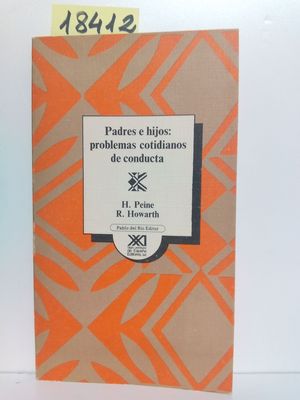 18412
Padres e hijos:
problemas cotidianos
de conducta
H. Peine
R. Howarth
Pablo del Río Editor